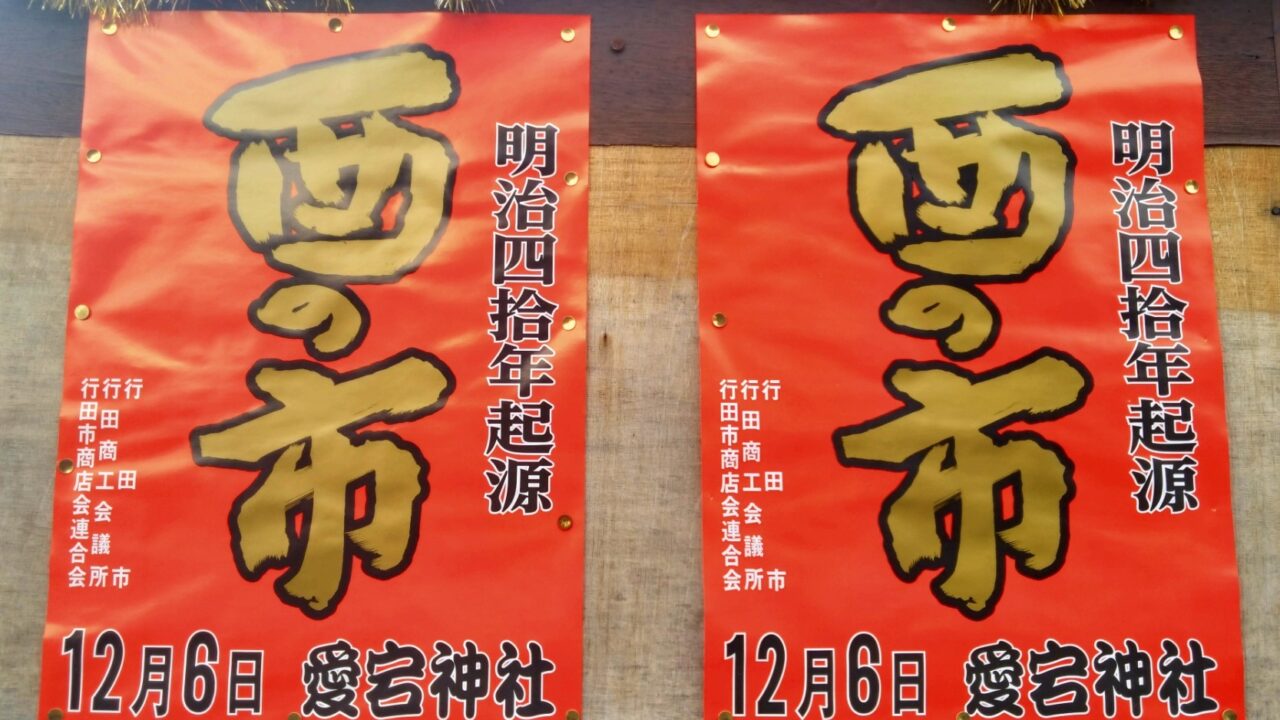 明治四拾年起源
酉の市
行田市
行田商工会議所
行田市商店会連合会
12月6日 愛宕神社
明治四拾年起源
酉の市
行田市
行田商工会議所
行田市商店会連合会
12月6日 愛宕神社